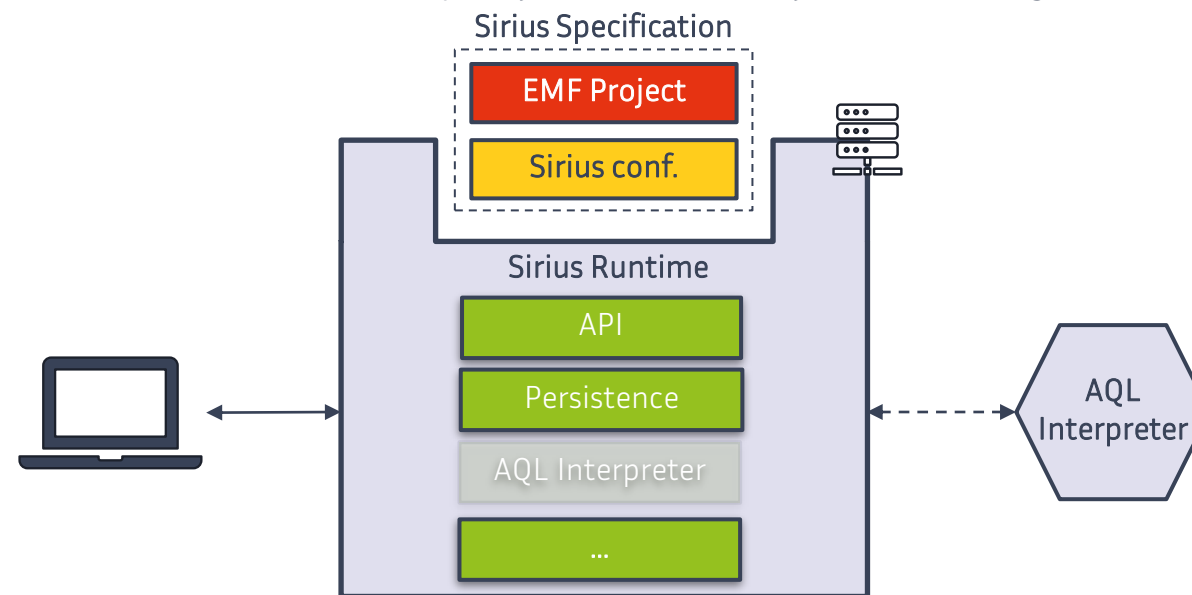 Sirius Specification
EMF Project
Sirius conf.
Sirius Runtime
API
Persistence
AQL Interpreter
...
AQL
Interpreter